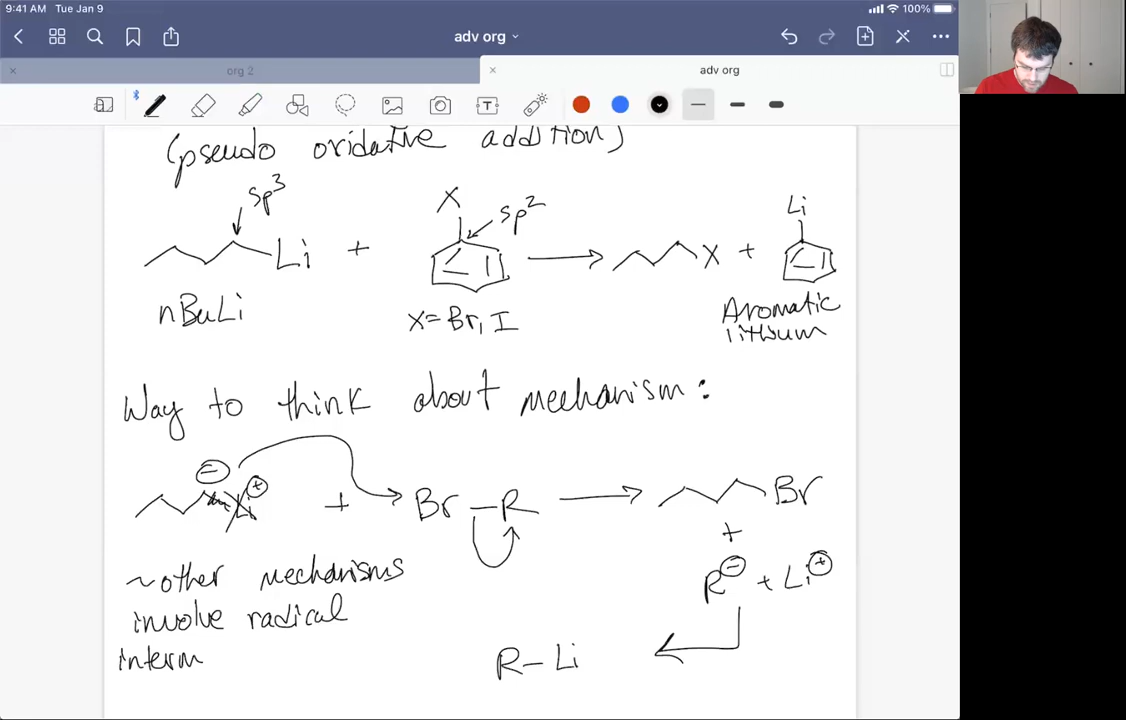 9:41 AM Tue Jan 9
100%
adv org
org 2
adv org
T
(pseudo oxidative addition)
sp3
X
sp2
Li
Li + → X +
nBuLi
X= Br, I
Aromatic
lithium
Way to think about mechanism:
⊖
Li ⊕ + Br – R → Br
+
R ⊖ + Li ⊕
~other mechanisms
involve radical
interm
R – Li